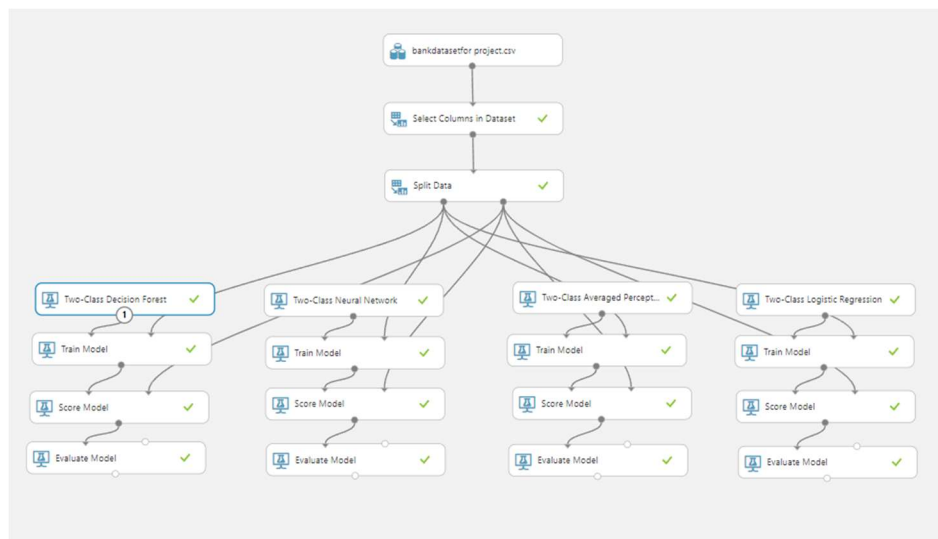 bankdatasetfor project.csv
Select Columns in Dataset
Split Data
Two-Class Decision Forest
Two-Class Neural Network
Two-Class Averaged Percept...
Two-Class Logistic Regression
1
Train Model
Train Model
Train Model
Train Model
Score Model
Score Model
Score Model
Score Model
Evaluate Model
Evaluate Model
Evaluate Model
Evaluate Model